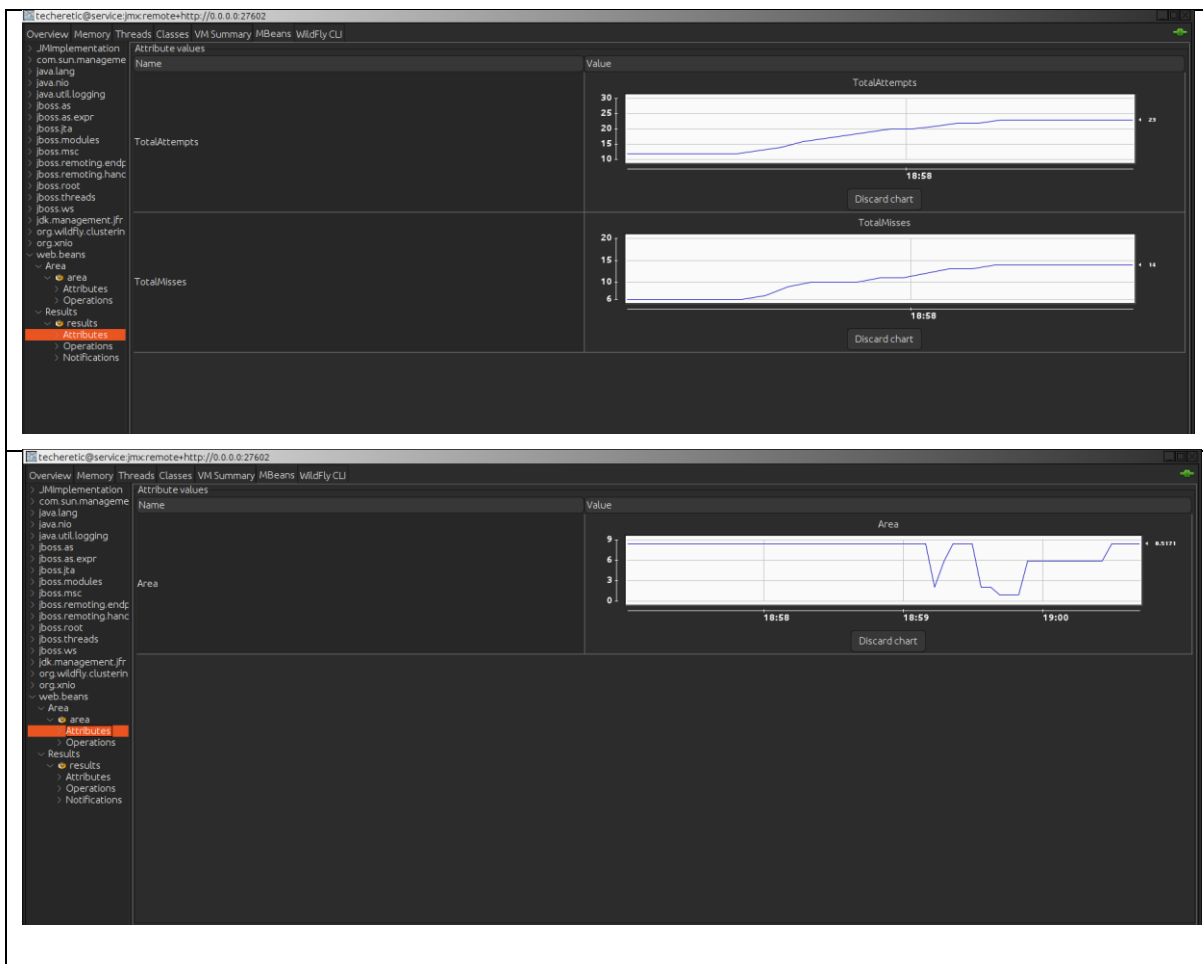 techeretic@service:jmx:remote+http://0.0.0.0:27602
Overview Memory Threads Classes VM Summary MBeans WildFly CLI
JMImplementation
com.sun.manageme
java.lang
java.nio
java.util.logging
jboss.as
jboss.as.expr
jboss.jta
jboss.modules
jboss.msc
jboss.remoting.endp
jboss.remoting.hand
jboss.root
jboss.threads
jboss.ws
jdk.management.jfr
org.wildfly.clusterin
org.xnio
web.beans
Area
area
Attributes
Operations
Results
results
Attributes
Operations
Notifications
Attribute values
Name Value
TotalAttempts
TotalAttempts
30
25
20
15
10
23
18:58
Discard chart
TotalMisses
TotalMisses
20
15
10
6
14
18:58
Discard chart
techeretic@service:jmx:remote+http://0.0.0.0:27602
Overview Memory Threads Classes VM Summary MBeans WildFly CLI
JMImplementation
com.sun.manageme
java.lang
java.nio
java.util.logging
jboss.as
jboss.as.expr
jboss.jta
jboss.modules
jboss.msc
jboss.remoting.endp
jboss.remoting.hand
jboss.root
jboss.threads
jboss.ws
jdk.management.jfr
org.wildfly.clusterin
org.xnio
web.beans
Area
area
Attributes
Operations
Results
results
Attributes
Operations
Notifications
Attribute values
Name Value
Area
Area
9
6
3
0
8.5171
18:58 18:59 19:00
Discard chart